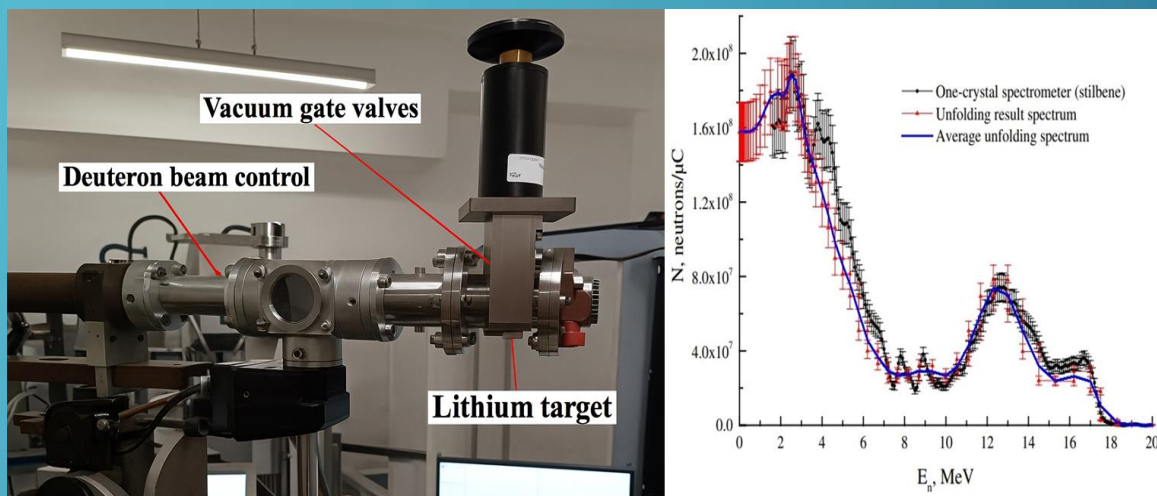 Vacuum gate valves
Deuteron beam control
Lithium target
2.0x10⁸
1.6x10⁸
1.2x10⁸
8.0x10⁷
4.0x10⁷
0.0
N, neutrons/μC
One-crystal spectrometer (stilbene)
Unfolding result spectrum
Average unfolding spectrum
0 2 4 6 8 10 12 14 16 18 20
Eₙ, MeV